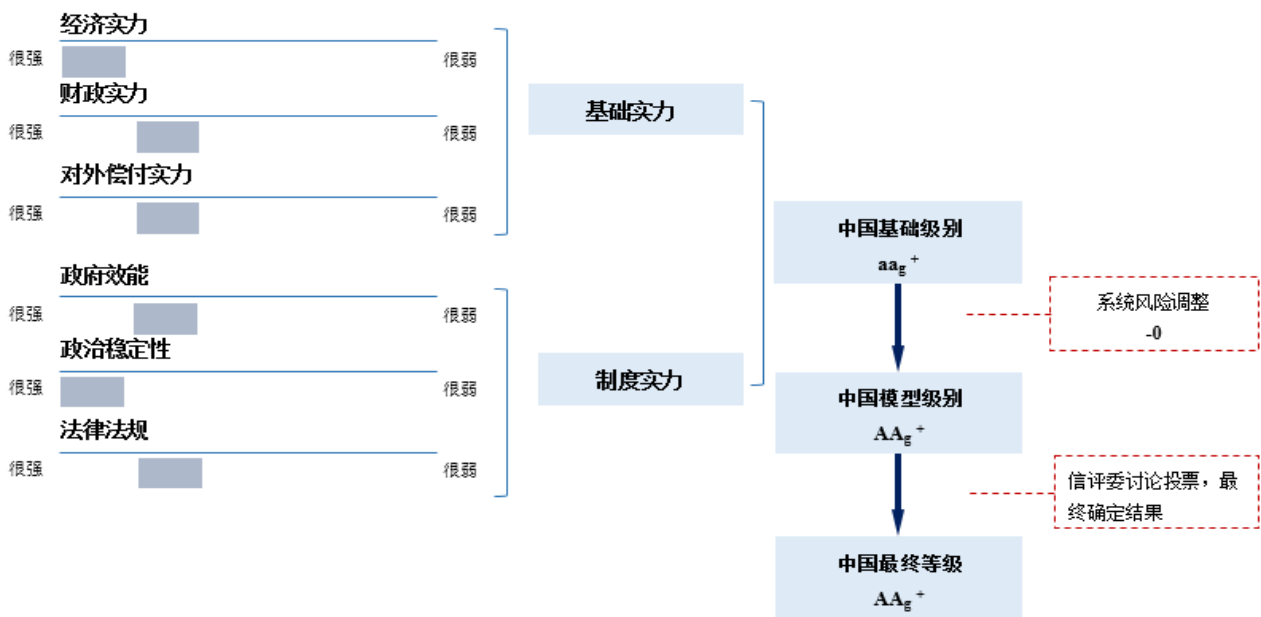 经济实力
很强
很弱
财政实力
很强
很弱
对外偿付实力
很强
很弱
基础实力
政府效能
很强
很弱
政治稳定性
很强
很弱
法律法规
很强
很弱
制度实力
中国基础级别
aag+
系统风险调整
-0
中国模型级别
AAg+
信评委讨论投票，最
终确定结果
中国最终等级
AAg+